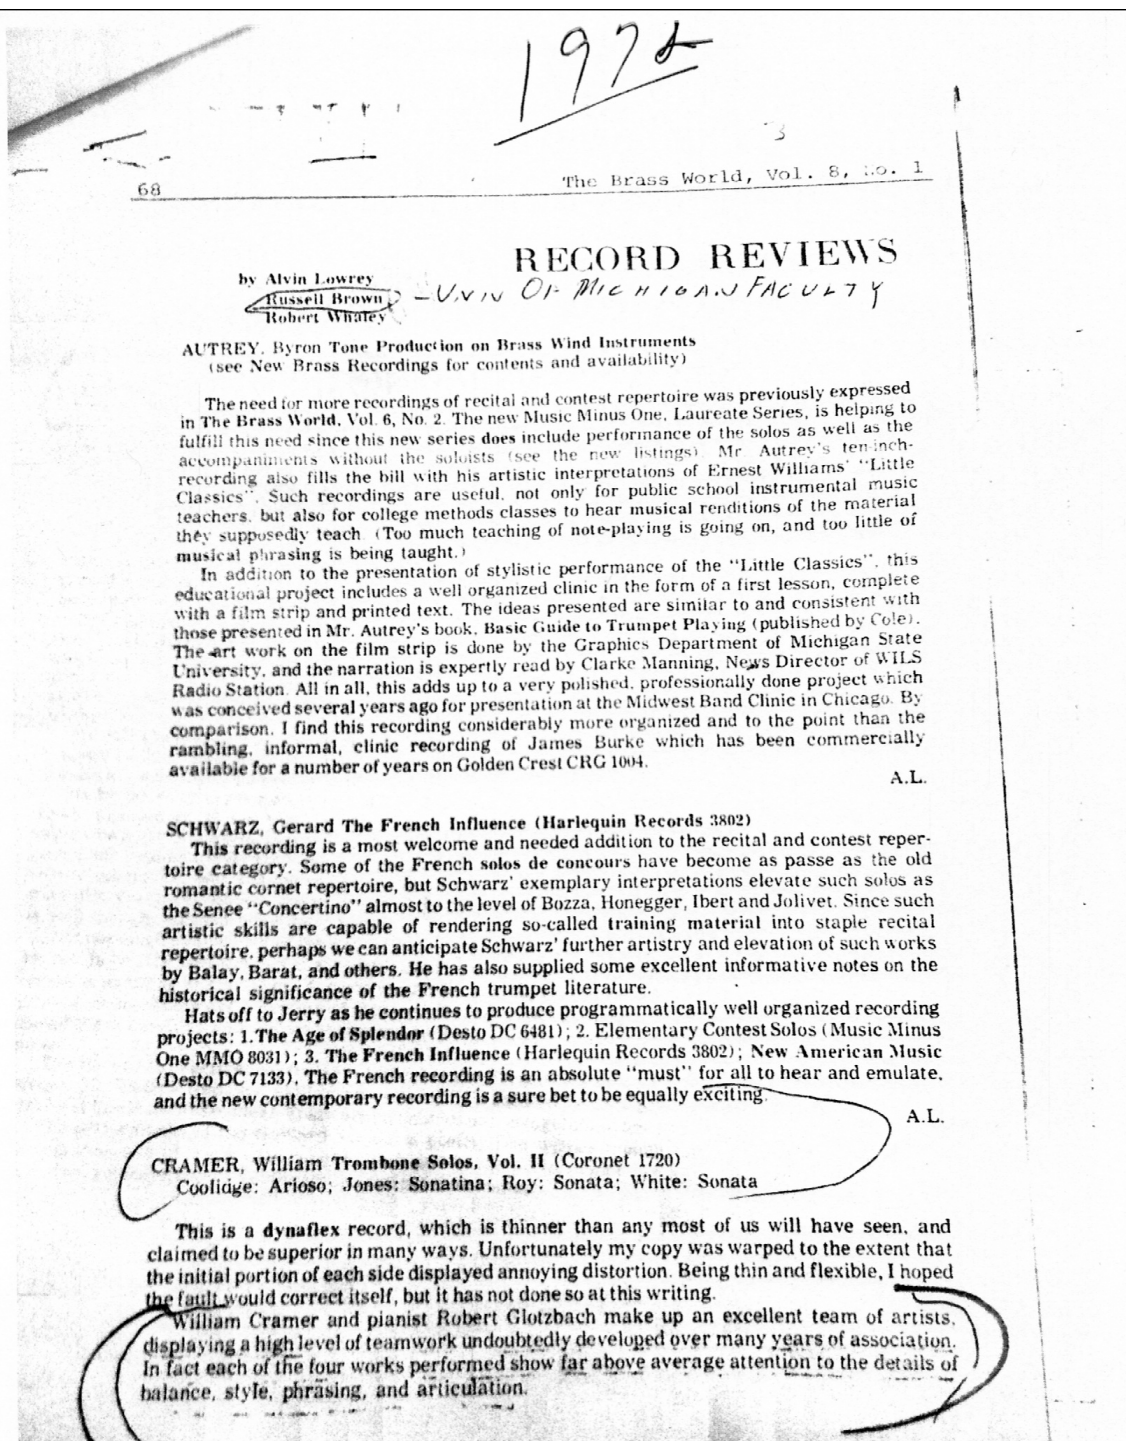 197
68
The Brass World, Vol. 8, No. 1
RECORD REVIEWS
by Alvin Lowrey
Russell Brown – UNIV OF MICHIGAN FACULTY
Robert Whaley
AUTREY, Byron Tone Production on Brass Wind Instruments
(see New Brass Recordings for contents and availability)
The need for more recordings of recital and contest repertoire was previously expressed
in The Brass World, Vol. 6, No. 2. The new Music Minus One, Laureate Series, is helping to
fulfill this need since this new series does include performance of the solos as well as the
accompaniments without the soloists (see the new listings). Mr. Autrey's ten-inch-
recording also fills the bill with his artistic interpretations of Ernest Williams' "Little
Classics". Such recordings are useful, not only for public school instrumental music
teachers, but also for college methods classes to hear musical renditions of the material
they supposedly teach. (Too much teaching of note-playing is going on, and too little of
musical phrasing is being taught.)
In addition to the presentation of stylistic performance of the "Little Classics", this
educational project includes a well organized clinic in the form of a first lesson, complete
with a film strip and printed text. The ideas presented are similar to and consistent with
those presented in Mr. Autrey's book, Basic Guide to Trumpet Playing (published by Cole).
The art work on the film strip is done by the Graphics Department of Michigan State
University, and the narration is expertly read by Clarke Manning, News Director of WILS
Radio Station. All in all, this adds up to a very polished, professionally done project which
was conceived several years ago for presentation at the Midwest Band Clinic in Chicago. By
comparison, I find this recording considerably more organized and to the point than the
rambling, informal, clinic recording of James Burke which has been commercially
available for a number of years on Golden Crest CRG 1004.
A.L.
SCHWARZ, Gerard The French Influence (Harlequin Records 3802)
This recording is a most welcome and needed addition to the recital and contest reper-
toire category. Some of the French solos de concours have become as passe as the old
romantic cornet repertoire, but Schwarz' exemplary interpretations elevate such solos as
the Senee "Concertino" almost to the level of Bozza, Honegger, Ibert and Jolivet. Since such
artistic skills are capable of rendering so-called training material into staple recital
repertoire, perhaps we can anticipate Schwarz' further artistry and elevation of such works
by Balay, Barat, and others. He has also supplied some excellent informative notes on the
historical significance of the French trumpet literature.
Hats off to Jerry as he continues to produce programmatically well organized recording
projects: 1. The Age of Splendor (Desto DC 6481); 2. Elementary Contest Solos (Music Minus
One MMO 8031); 3. The French Influence (Harlequin Records 3802); New American Music
(Desto DC 7133). The French recording is an absolute "must" for all to hear and emulate,
and the new contemporary recording is a sure bet to be equally exciting.
A.L.
CRAMER, William Trombone Solos, Vol. II (Coronet 1720)
Coolidge: Arioso; Jones: Sonatina; Roy: Sonata; White: Sonata
This is a dynaflex record, which is thinner than any most of us will have seen, and
claimed to be superior in many ways. Unfortunately my copy was warped to the extent that
the initial portion of each side displayed annoying distortion. Being thin and flexible, I hoped
the fault would correct itself, but it has not done so at this writing.
William Cramer and pianist Robert Glotzbach make up an excellent team of artists,
displaying a high level of teamwork undoubtedly developed over many years of association.
In fact each of the four works performed show far above average attention to the details of
balance, style, phrasing, and articulation.